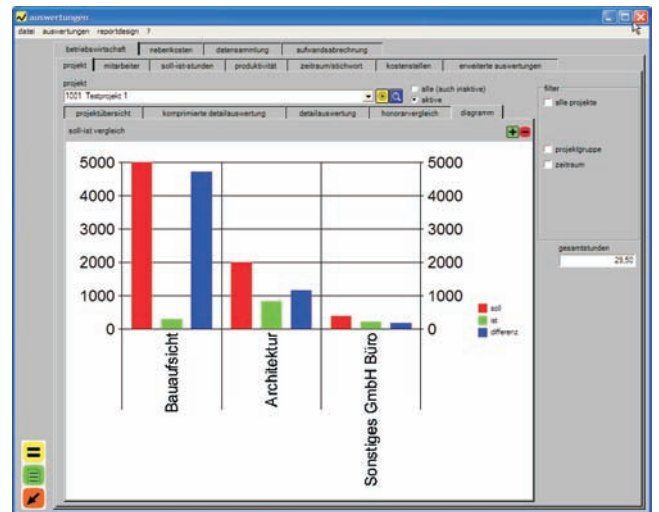 auswertungen
datei auswertungen reportdesign ?
betriebswirtschaft nebenkosten datensammlung aufwandsabrechnung
projekt mitarbeiter soll-ist-stunden produktivität zeitraum/stichwort kostenstellen erweiterte auswertungen
projekt
1001 Testprojekt 1
alle (auch inaktive)
aktive
filter
alle projekte
projektübersicht komprimierte detailauswertung detailauswertung honorarvergleich diagramm
soll-ist vergleich
projektgruppe
zeitraum
5000 5000
4000 4000
3000 3000
2000 2000
1000 1000
0 0
gesamtstunden
29,50
soll
ist
differenz
Bauaufsicht
Architektur
Sonstiges GmbH Büro